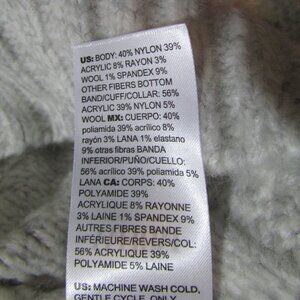 US: BODY: 40% NYLON 39%
ACRYLIC 8% RAYON 3%
WOOL 1% SPANDEX 9%
OTHER FIBERS BOTTOM
BAND/CUFF/COLLAR: 56%
ACRYLIC 39% NYLON 5%
WOOL MX: CUERPO: 40%
poliamida 39% acrílico 8%
rayón 3% LANA 1% elastano
9% otras fibras BANDA
INFERIOR/PUÑO/CUELLO:
56% acrílico 39% poliamida 5%
LANA CA: CORPS: 40%
POLYAMIDE 39%
ACRYLIQUE 8% RAYONNE
3% LAINE 1% SPANDEX 9%
AUTRES FIBRES BANDE
INFÉRIEURE/REVERS/COL:
56% ACRYLIQUE 39%
POLYAMIDE 5% LAINE
US: MACHINE WASH COLD,
GENTLE CYCLE, ONLY